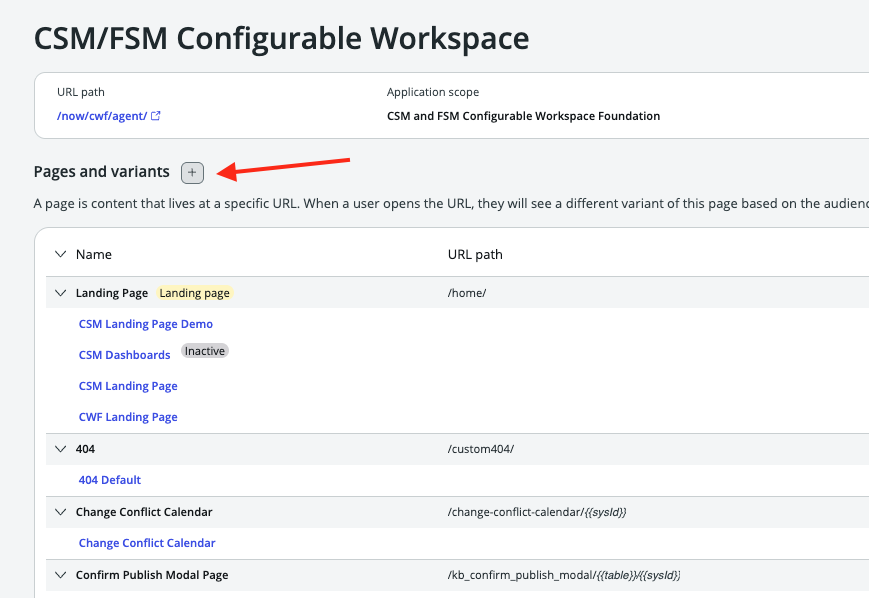 CSM/FSM Configurable Workspace
URL path Application scope
/now/cwf/agent/ CSM and FSM Configurable Workspace Foundation
Pages and variants +
A page is content that lives at a specific URL. When a user opens the URL, they will see a different variant of this page based on the
Name URL path
Landing Page Landing page /home/
CSM Landing Page Demo
CSM Dashboards Inactive
CSM Landing Page
CWF Landing Page
404 /custom404/
404 Default
Change Conflict Calendar /change-conflict-calendar/{{sysId}}
Change Conflict Calendar
Confirm Publish Modal Page /kb_confirm_publish_modal/{{table}}/{{sysId}}